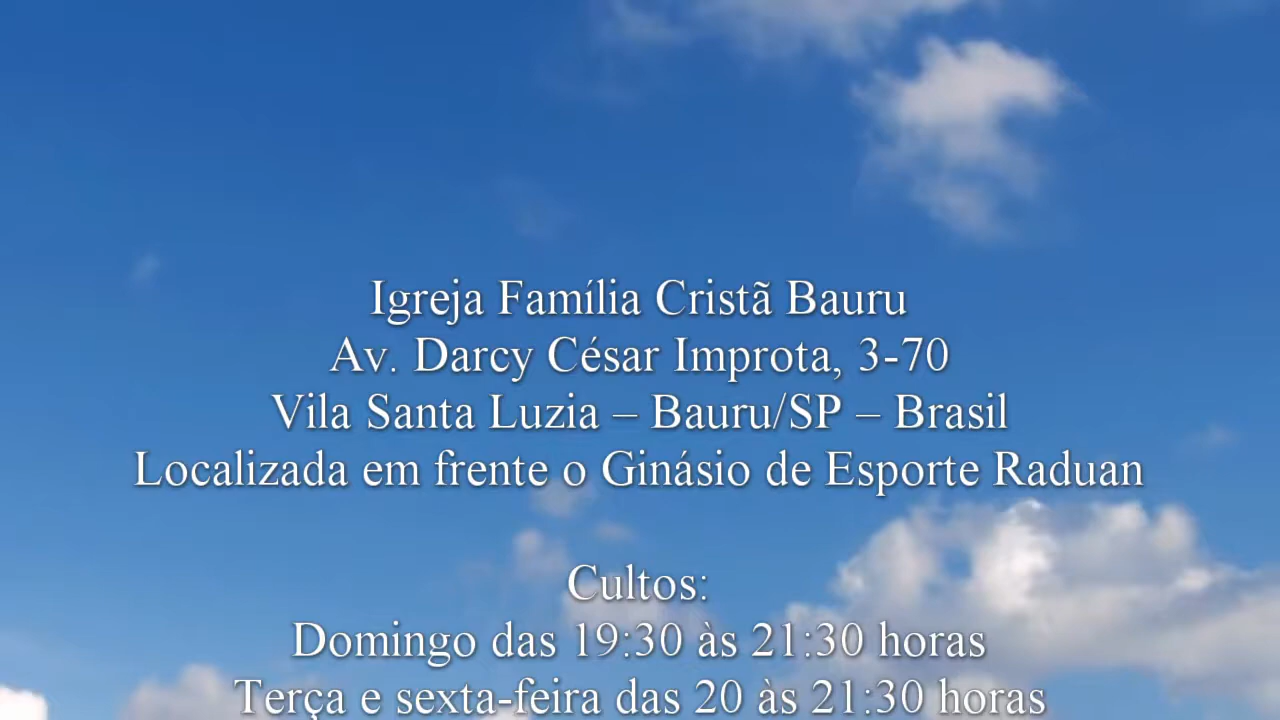 Igreja Família Cristã Bauru
Av. Darcy César Improta, 3-70
Vila Santa Luzia – Bauru/SP – Brasil
Localizada em frente o Ginásio de Esporte Raduan
Cultos:
Domingo das 19:30 às 21:30 horas
Terça e sexta-feira das 20 às 21:30 horas